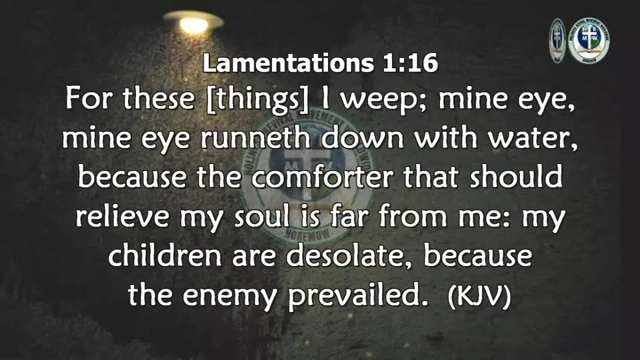 Lamentations 1:16
For these [things] I weep; mine eye,
mine eye runneth down with water,
because the comforter that should
relieve my soul is far from me: my
children are desolate, because
the enemy prevailed. (KJV)
HOFEMOW